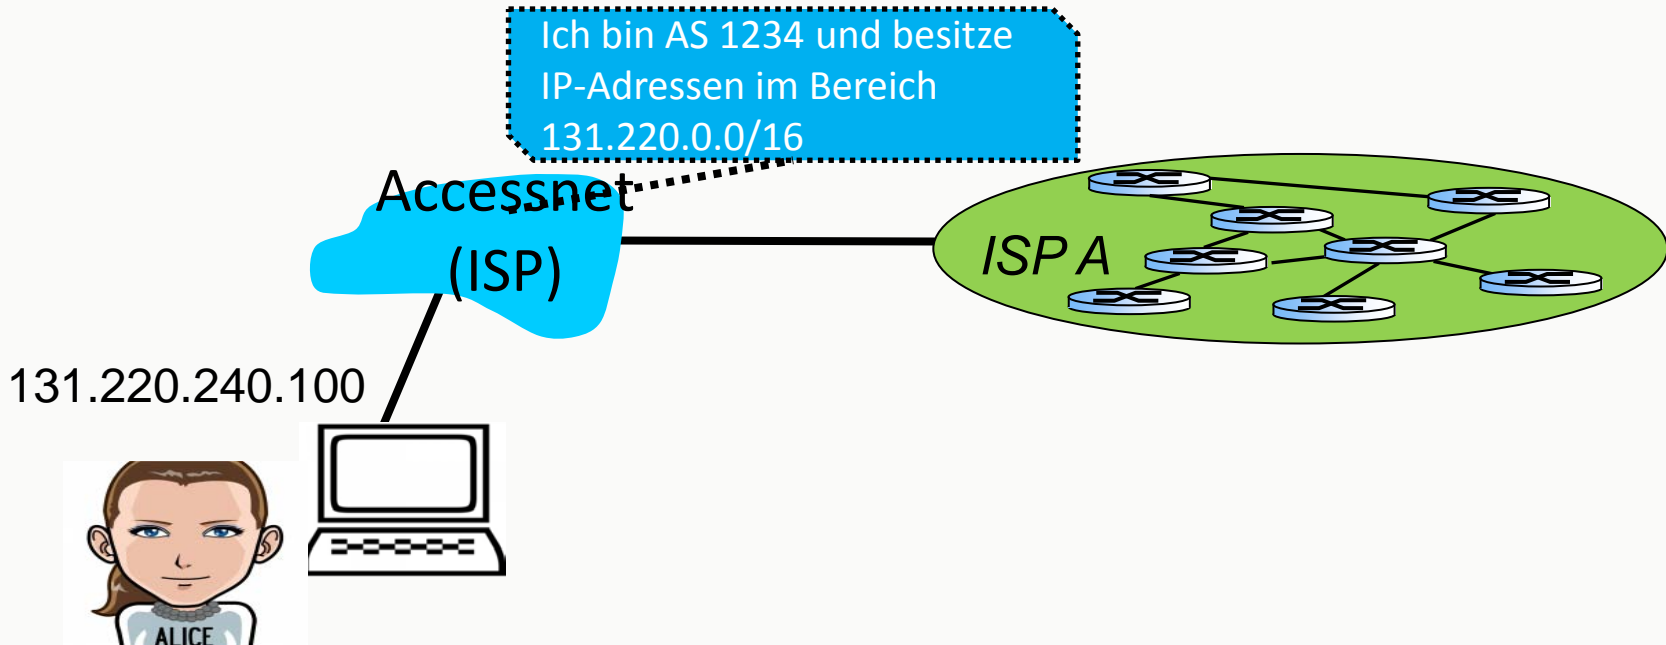 Ich bin AS 1234 und besitze
IP-Adressen im Bereich
131.220.0.0/16
Accessnet
(ISP)
ISP A
131.220.240.100
ALICE